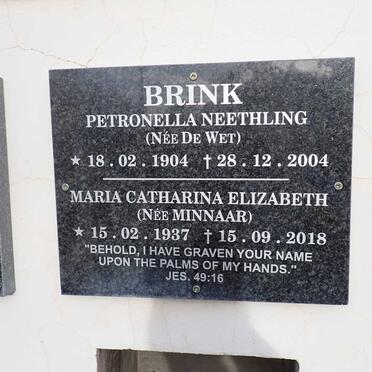 BRINK
PETRONELLA NEETHLING
(NÉE DE WET)
★ 18.02.1904 † 28.12.2004
MARIA CATHARINA ELIZABETH
(NÉE MINNAAR)
★ 15.02.1937 † 15.09.2018
"BEHOLD, I HAVE GRAVEN YOUR NAME
UPON THE PALMS OF MY HANDS."
JES. 49:16